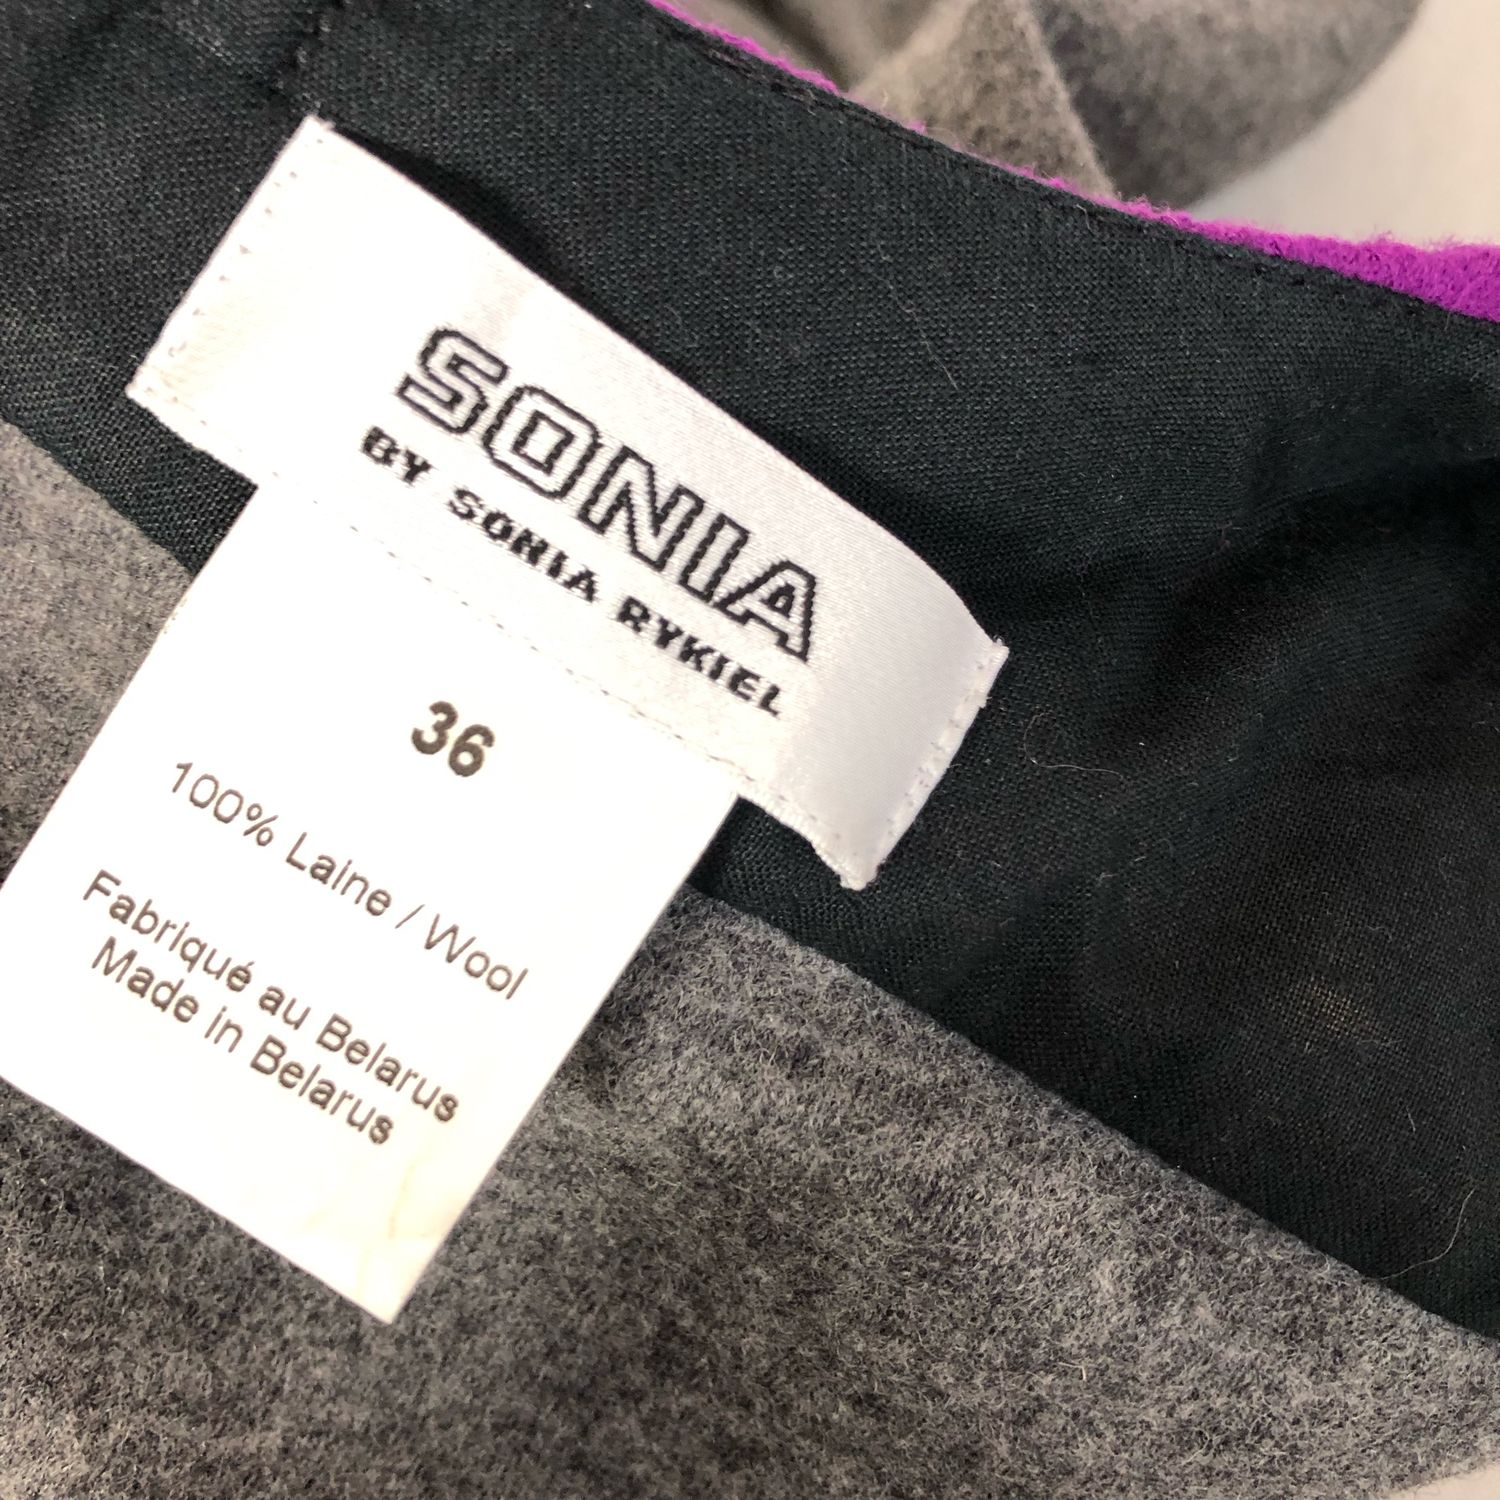 SONIA
BY SONIA RYKIEL
36
100% Laine / Wool
Fabriqué au Belarus
Made in Belarus